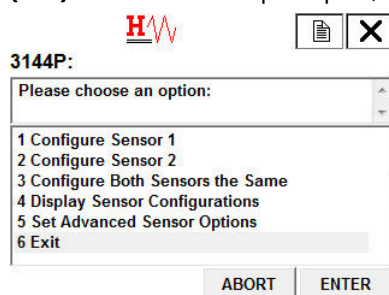 H
3144P:
Please choose an option:
1 Configure Sensor 1
2 Configure Sensor 2
3 Configure Both Sensors the Same
4 Display Sensor Configurations
5 Set Advanced Sensor Options
6 Exit
ABORT ENTER